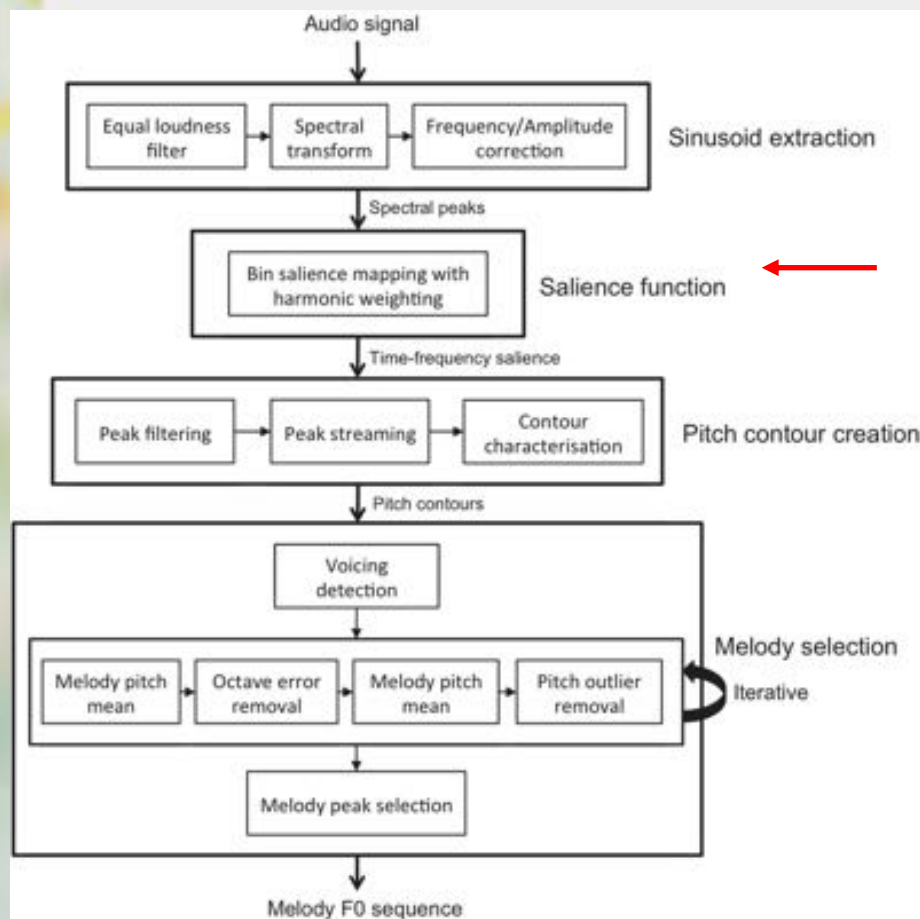 Audio signal
Equal loudness
filter
Spectral
transform
Frequency/Amplitude
correction
Sinusoid extraction
Spectral peaks
Bin salience mapping with
harmonic weighting
Salience function
Time-frequency salience
Peak filtering
Peak streaming
Contour
characterisation
Pitch contour creation
Pitch contours
Voicing
detection
Melody selection
Melody pitch
mean
Octave error
removal
Melody pitch
mean
Pitch outlier
removal
Iterative
Melody peak selection
Melody F0 sequence